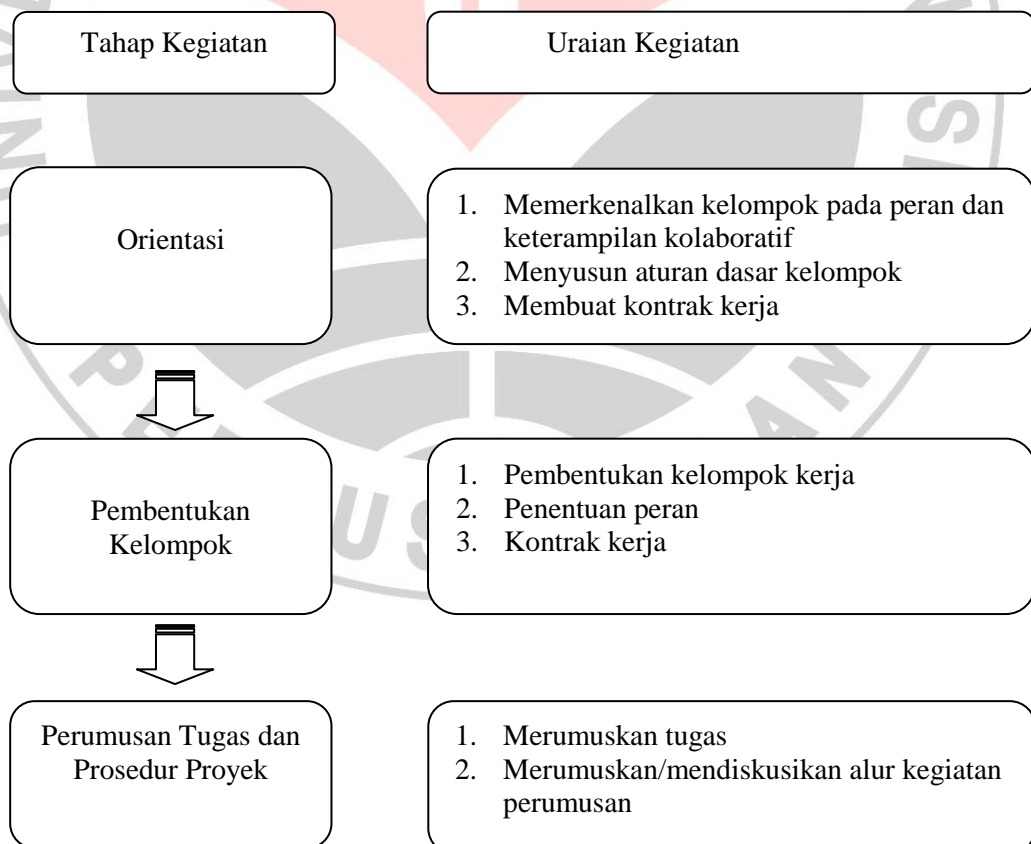 Tahap Kegiatan
Uraian Kegiatan
Orientasi
1. Memerkenalkan kelompok pada peran dan
keterampilan kolaboratif
2. Menyusun aturan dasar kelompok
3. Membuat kontrak kerja
Pembentukan
Kelompok
1. Pembentukan kelompok kerja
2. Penentuan peran
3. Kontrak kerja
Perumusan Tugas dan
Prosedur Proyek
1. Merumuskan tugas
2. Merumuskan/mendiskusikan alur kegiatan
perumusan